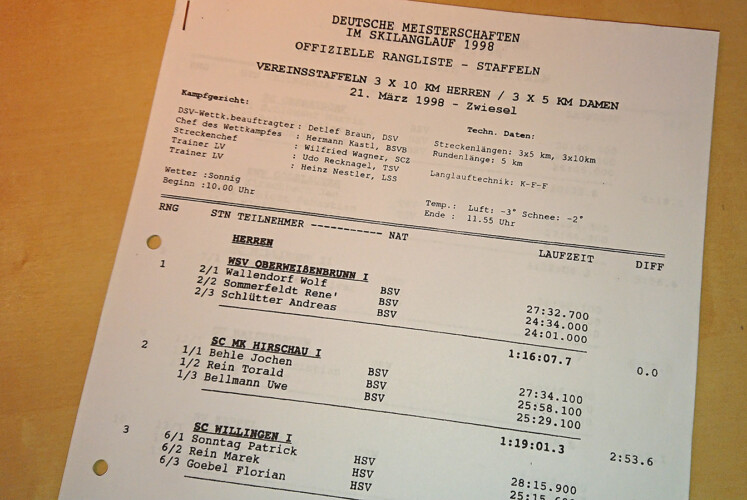 DEUTSCHE MEISTERSCHAFTEN
IM SKILANGLAUF 1998
OFFIZIELLE RANGLISTE - STAFFELN
VEREINSSTAFFELN 3 X 10 KM HERREN / 3 X 5 KM DAMEN
21. März 1998 - Zwiesel
Kampfgericht:
DSV-Wettk.beauftragter : Detlef Braun, DSV
Chef des Wettkampfes : Hermann Kastl, BSVB
Streckenchef : Wilfried Wagner, SCZ
Trainer LV : Udo Recknagel, TSV
Trainer LV : Heinz Nestler, LSS
Wetter :Sonnig
Beginn :10.00 Uhr
Techn. Daten:
Streckenlängen: 3x5 km, 3x10km
Rundenlänge: 5 km
Langlauftechnik: K-F-F
Temp.: Luft: -3° Schnee: -2°
Ende : 11.55 Uhr
RNG STN TEILNEHMER ------------ NAT LAUFZEIT DIFF
HERREN
1 WSV OBERWEIßENBRUNN I
2/1 Wallendorf Wolf BSV 27:32.700
2/2 Sommerfeldt Rene' BSV 24:34.000
2/3 Schlütter Andreas BSV 24:01.000
1:16:07.7 0.0
2 SC MK HIRSCHAU I
1/1 Behle Jochen BSV 27:34.100
1/2 Rein Torald BSV 25:58.100
1/3 Bellmann Uwe BSV 25:29.100
1:19:01.3 2:53.6
3 SC WILLINGEN I
6/1 Sonntag Patrick HSV 28:15.900
6/2 Rein Marek HSV
6/3 Goebel Florian HSV